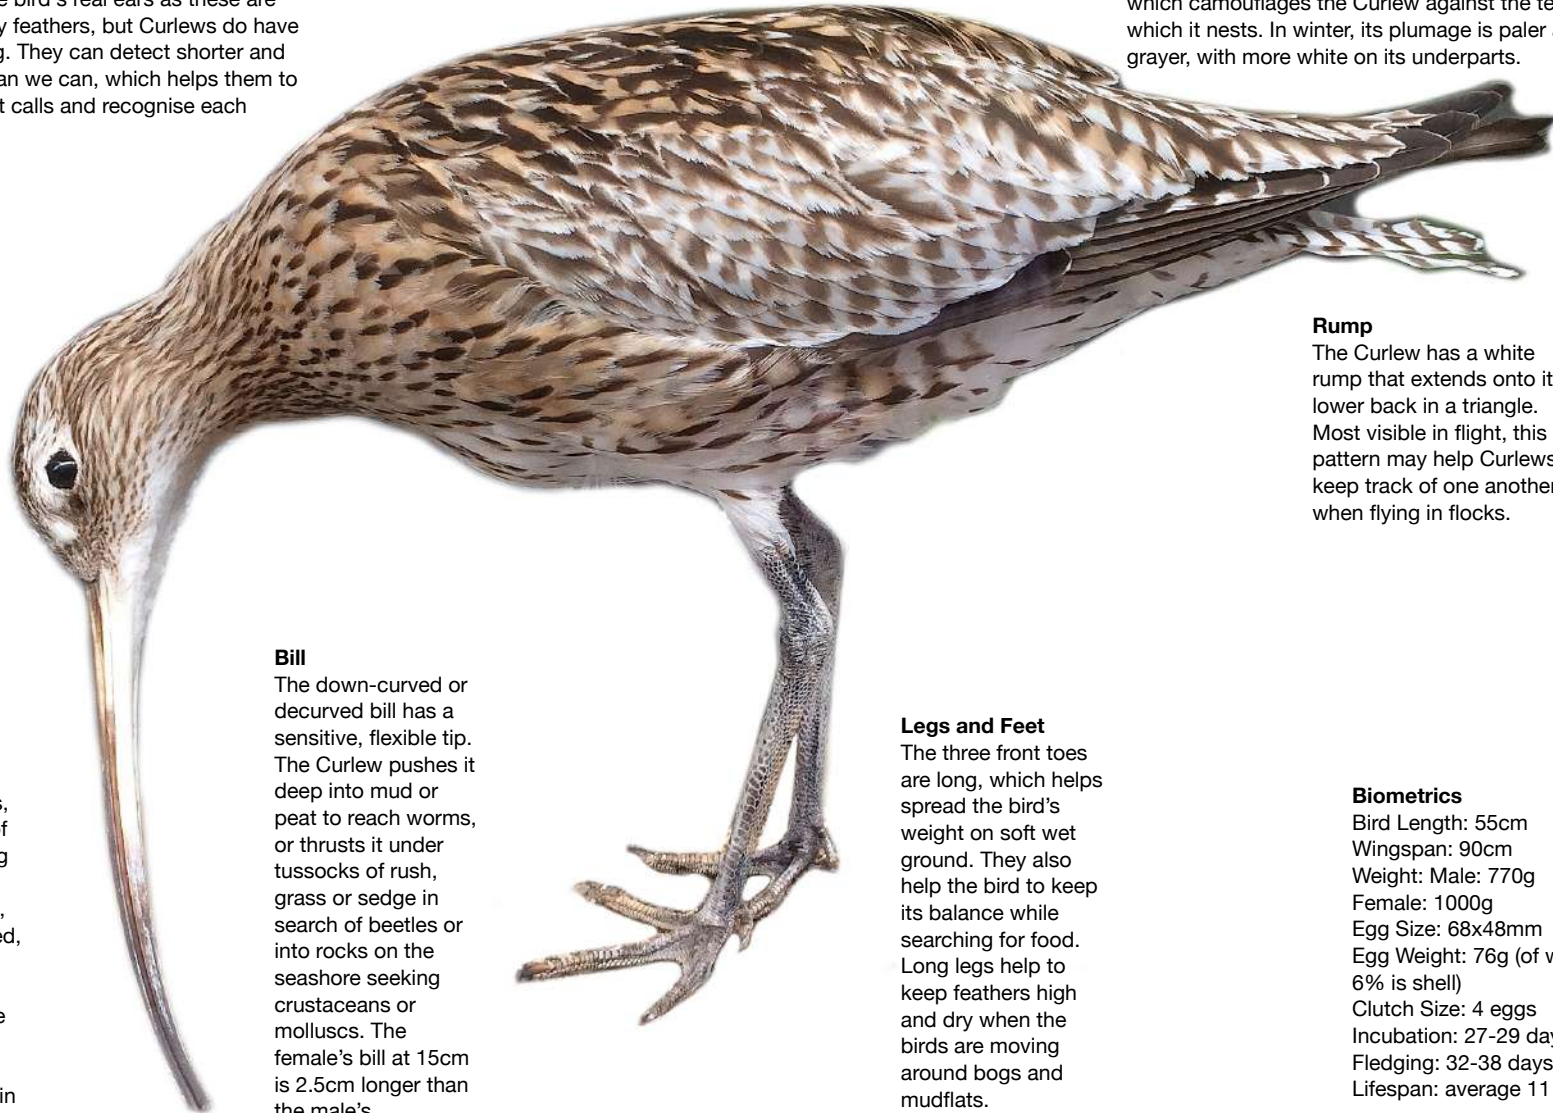 bird's real ears as these are
feathers, but Curlews do have
They can detect shorter and
we can, which helps them to
calls and recognise each
which camouflages the Curlew against the
which it nests. In winter, its plumage is paler
grayer, with more white on its underparts.
Rump
The Curlew has a white
rump that extends onto
lower back in a triangle.
Most visible in flight, this
pattern may help Curlews
keep track of one another
when flying in flocks.
Bill
The down-curved or
decurved bill has a
sensitive, flexible tip.
The Curlew pushes it
deep into mud or
peat to reach worms,
or thrusts it under
tussocks of rush,
grass or sedge in
search of beetles or
into rocks on the
seashore seeking
crustaceans or
molluscs. The
female's bill at 15cm
is 2.5cm longer than
the male's
Legs and Feet
The three front toes
are long, which helps
spread the bird's
weight on soft wet
ground. They also
help the bird to keep
its balance while
searching for food.
Long legs help to
keep feathers high
and dry when the
birds are moving
around bogs and
mudflats.
Biometrics
Bird Length: 55cm
Wingspan: 90cm
Weight: Male: 770g
Female: 1000g
Egg Size: 68x48mm
Egg Weight: 76g (of
6% is shell)
Clutch Size: 4 eggs
Incubation: 27-29
Fledging: 32-38 days
Lifespan: average 11
in